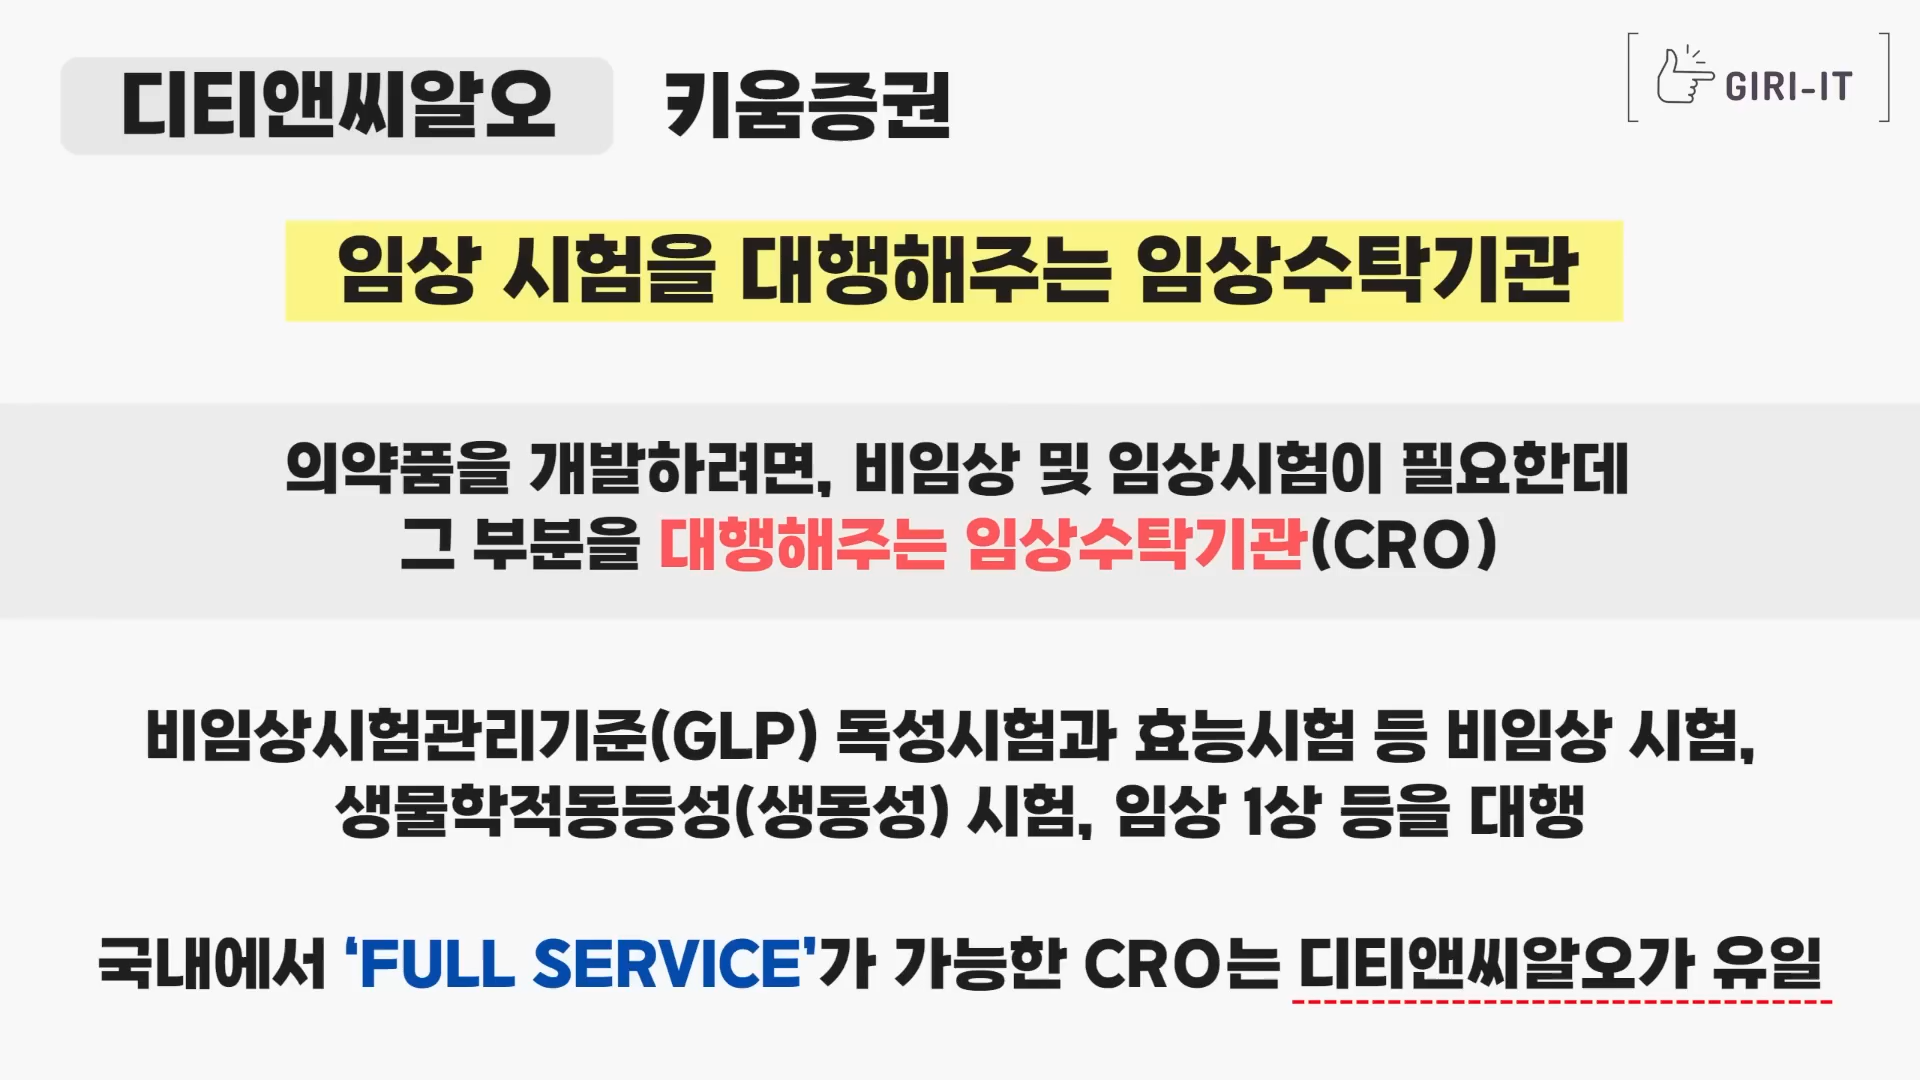 디티앤씨알오 키움증권
GIRI-IT
임상 시험을 대행해주는 임상수탁기관
의약품을 개발하려면, 비임상 및 임상시험이 필요한데
그 부분을 대행해주는 임상수탁기관(CRO)
비임상시험관리기준(GLP) 독성시험과 효능시험 등 비임상 시험,
생물학적동등성(생동성) 시험, 임상 1상 등을 대행
국내에서 ‘FULL SERVICE’가 가능한 CRO는 디티앤씨알오가 유일